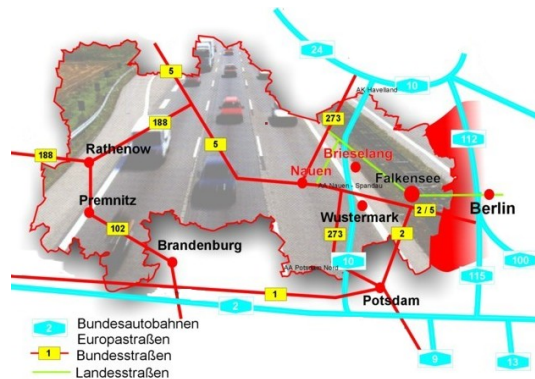 24
10
5
AK Havelland
273
188
112
5
Brieselang
188
Rathenow
Nauen
AA Nauen - Spandau
Falkensee
Premnitz
Wustermark
2 / 5
Berlin
102
Brandenburg
273
2
100
AA Potsdam Nord
10
115
1
Potsdam
2
2
Bundesautobahnen
Europastraßen
1
Bundesstraßen
Landesstraßen
9
13